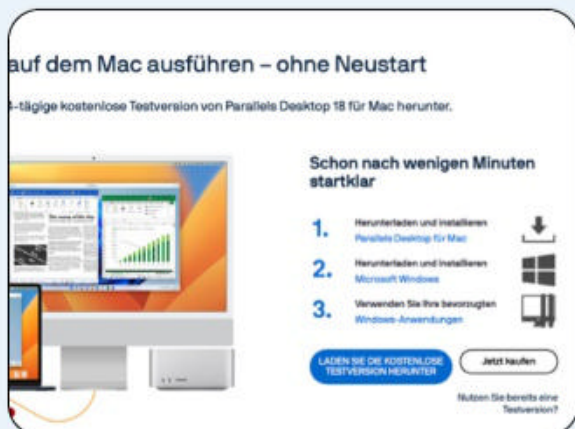 auf dem Mac ausführen – ohne Neustart
4-tägige kostenlose Testversion von Parallels Desktop 18 für Mac herunter.
Schon nach wenigen Minuten
startklar
1.
Herunterladen und installieren
Parallels Desktop für Mac
2.
Herunterladen und installieren
Microsoft Windows
3.
Verwenden Sie Ihre bevorzugten
Windows-Anwendungen
LADEN SIE DIE KOSTENLOSE
TESTVERSION HERUNTER
Jetzt kaufen
Nutzen Sie bereits eine
Testversion?